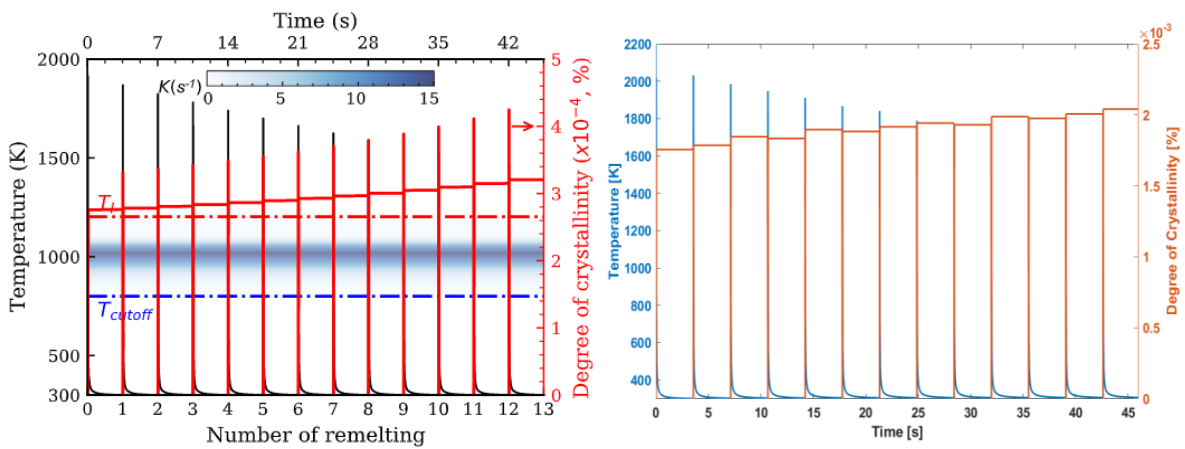 Time (s)
0 7 14 21 28 35 42
2000
1500
1000
500
300
Temperature (K)
K(s⁻¹)
0 5 10 15
T_cutoff
5
4
3
2
1
0
Degree of crystallinity (x10⁻⁴, %)
0 1 2 3 4 5 6 7 8 9 10 11 12 13
Number of remelting
2200
2000
1800
1600
1400
1200
1000
800
600
400
Temperature [K]
×10⁻³
2.5
2
1.5
1
0.5
0
Degree of Crystallinity [%]
0 5 10 15 20 25 30 35 40 45
Time [s]